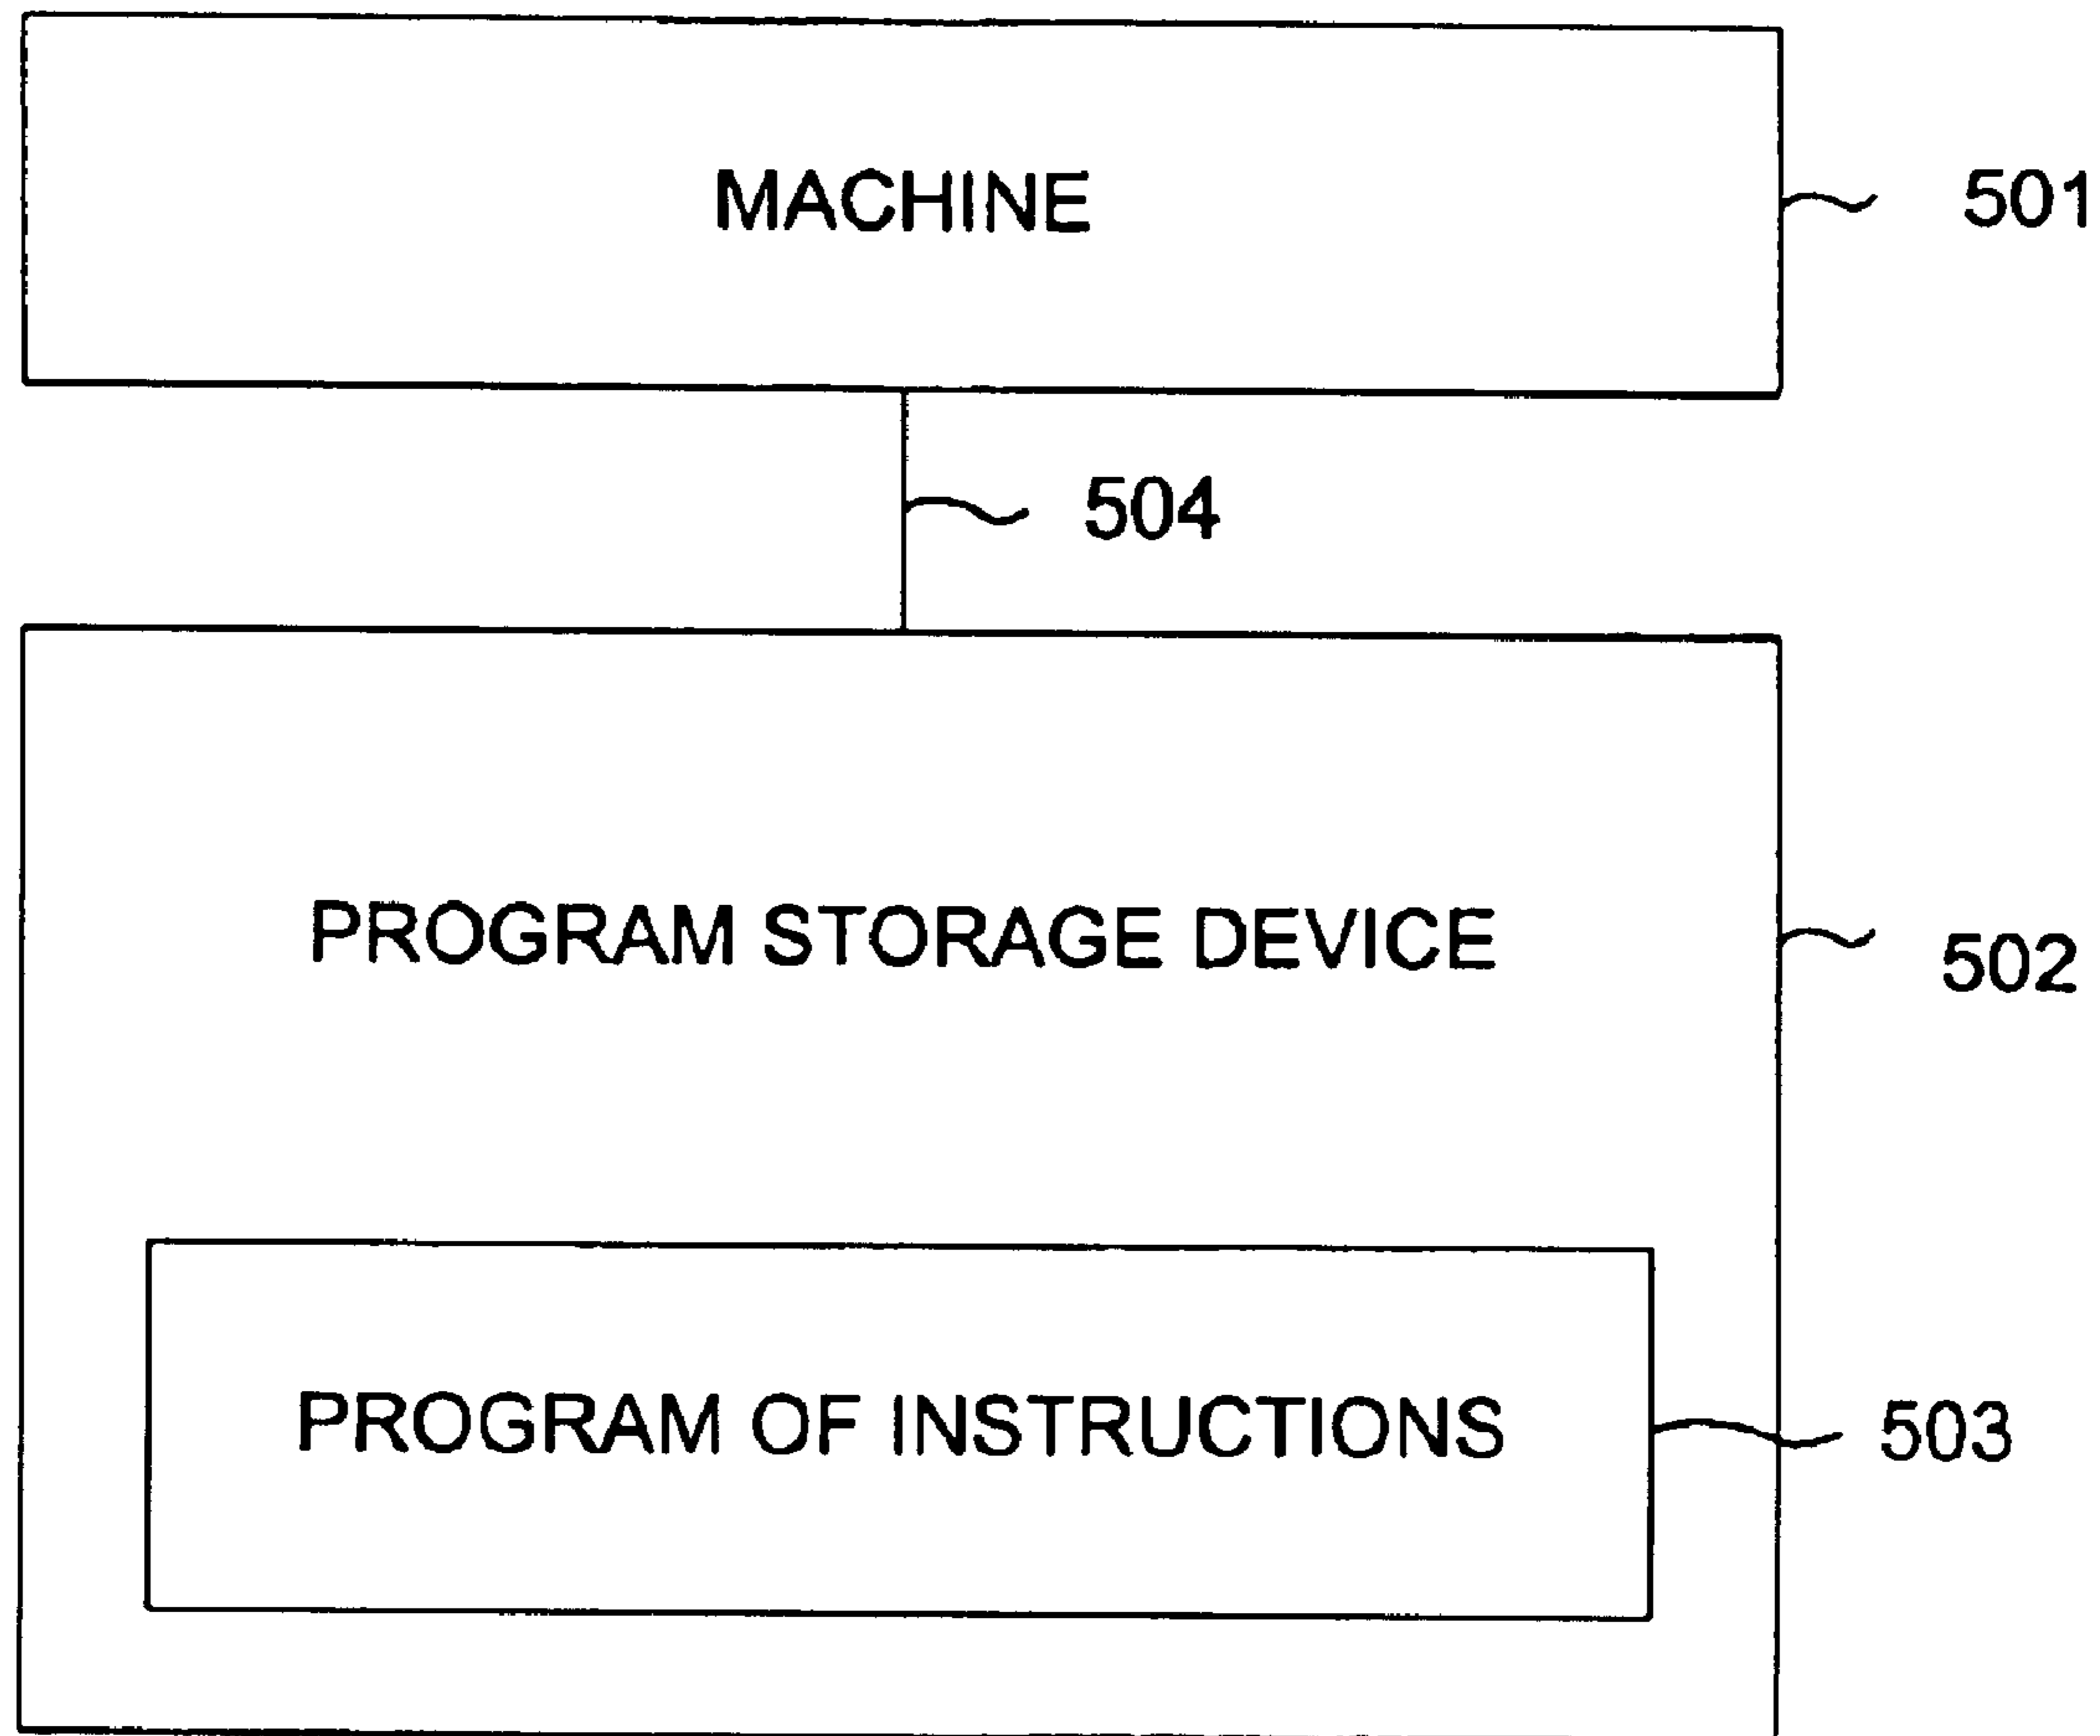 MACHINE
501
504
PROGRAM STORAGE DEVICE
502
PROGRAM OF INSTRUCTIONS
503